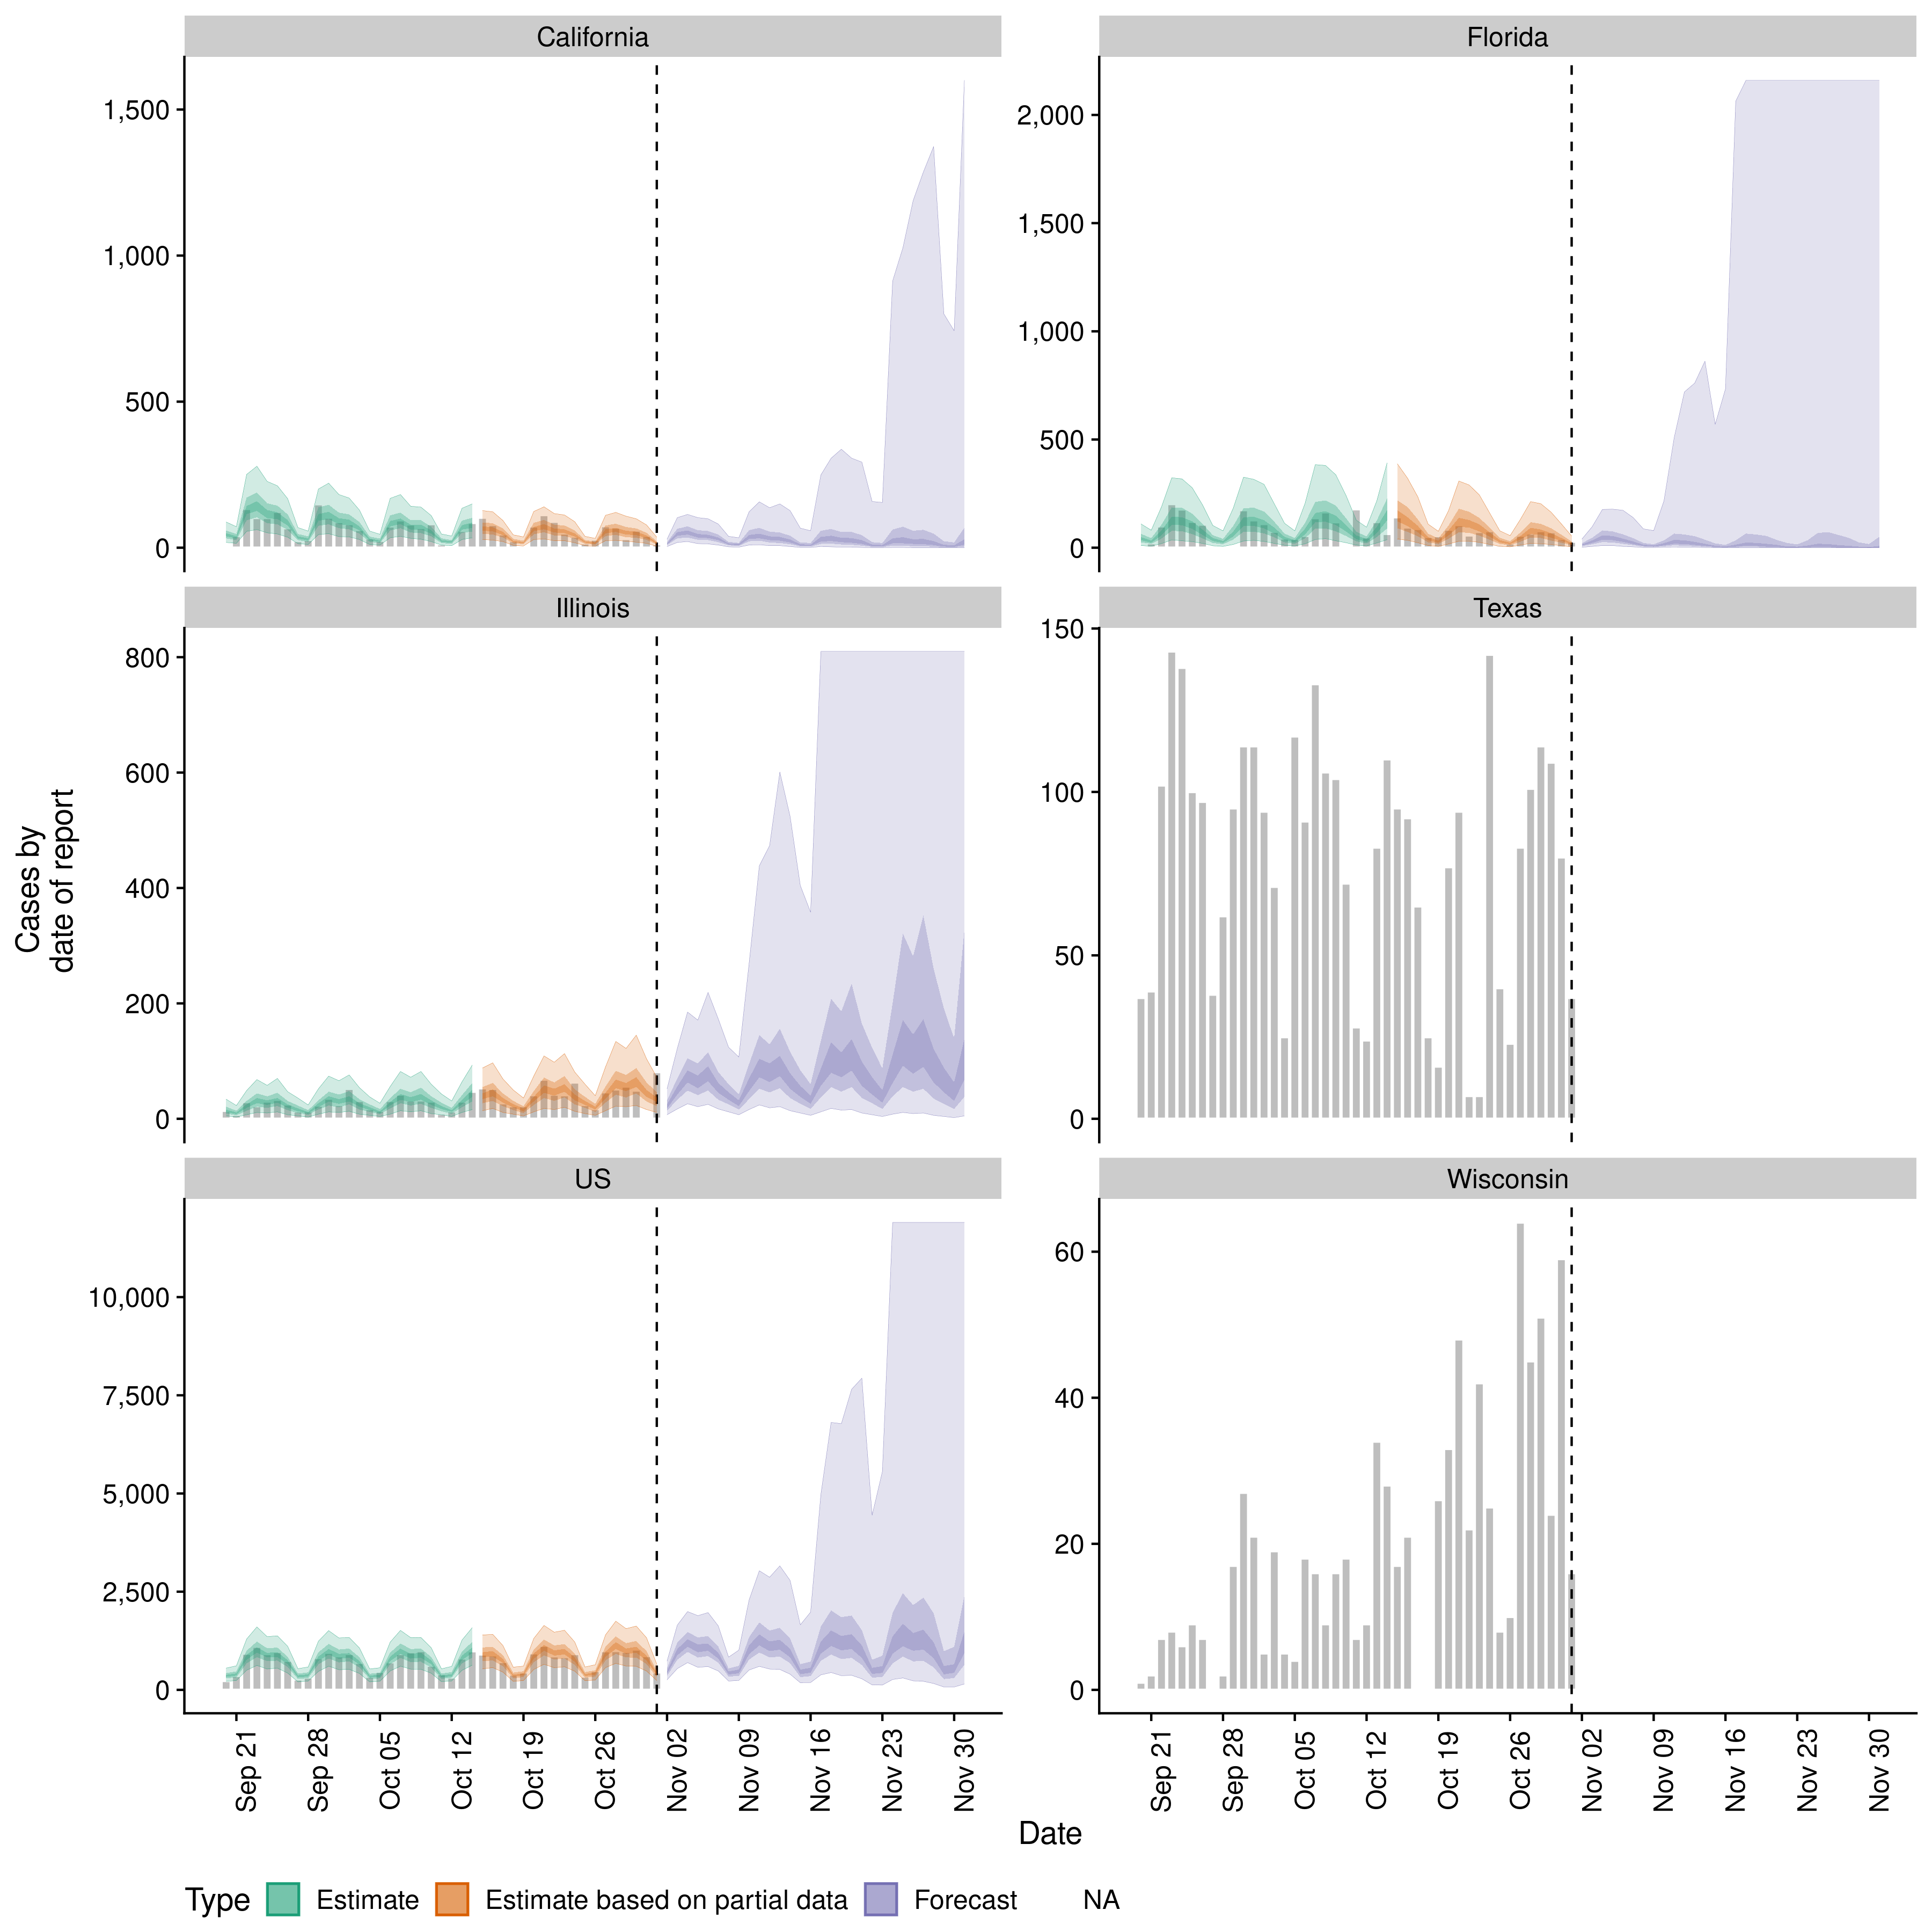 California
Florida
1,500
1,000
500
0
2,000
1,500
1,000
500
0
Illinois
Texas
800
600
400
200
0
150
100
50
0
US
Wisconsin
10,000
7,500
5,000
2,500
0
60
40
20
0
Cases by
date of report
Sep 21
Sep 28
Oct 05
Oct 12
Oct 19
Oct 26
Nov 02
Nov 09
Nov 16
Nov 23
Nov 30
Sep 21
Sep 28
Oct 05
Oct 12
Oct 19
Oct 26
Nov 02
Nov 09
Nov 16
Nov 23
Nov 30
Date
Type Estimate Estimate based on partial data Forecast NA